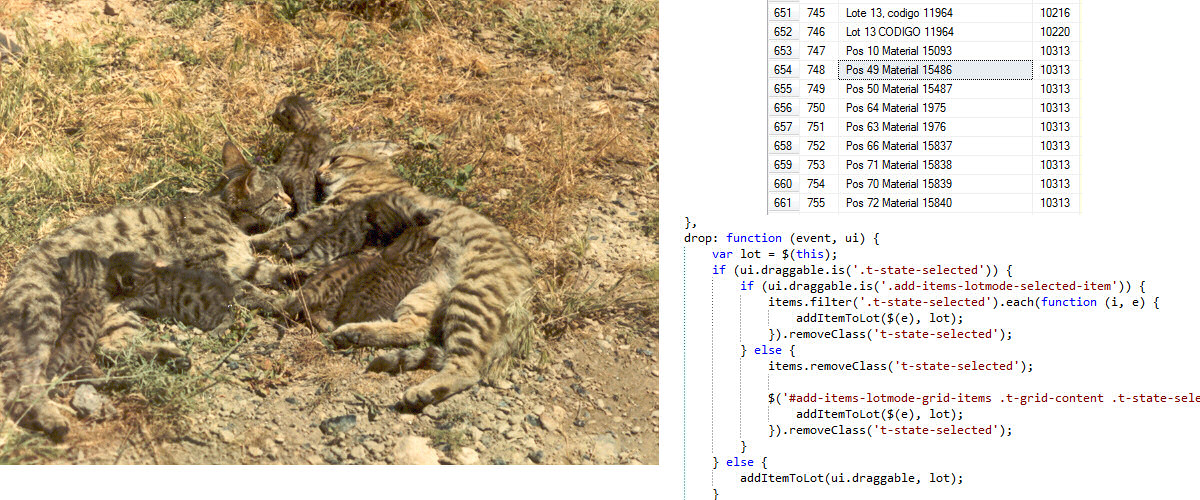 651 745 Lote 13, codigo 11964 10216
652 746 Lot 13 CODIGO 11964 10220
653 747 Pos 10 Material 15093 10313
654 748 Pos 49 Material 15486 10313
655 749 Pos 50 Material 15487 10313
656 750 Pos 64 Material 1975 10313
657 751 Pos 63 Material 1976 10313
658 752 Pos 66 Material 15837 10313
659 753 Pos 71 Material 15838 10313
660 754 Pos 70 Material 15839 10313
661 755 Pos 72 Material 15840 10313
},
drop: function (event, ui) {
var lot = $(this);
if (ui.draggable.is('.t-state-selected')) {
if (ui.draggable.is('.add-items-lotmode-selected-item')) {
items.filter('.t-state-selected').each(function (i, e) {
addItemToLot($(e), lot);
}).removeClass('t-state-selected');
} else {
items.removeClass('t-state-selected');
$('#add-items-lotmode-grid-items .t-grid-content .t-state-sele
addItemToLot($(e), lot);
}).removeClass('t-state-selected');
}
} else {
addItemToLot(ui.draggable, lot);
}